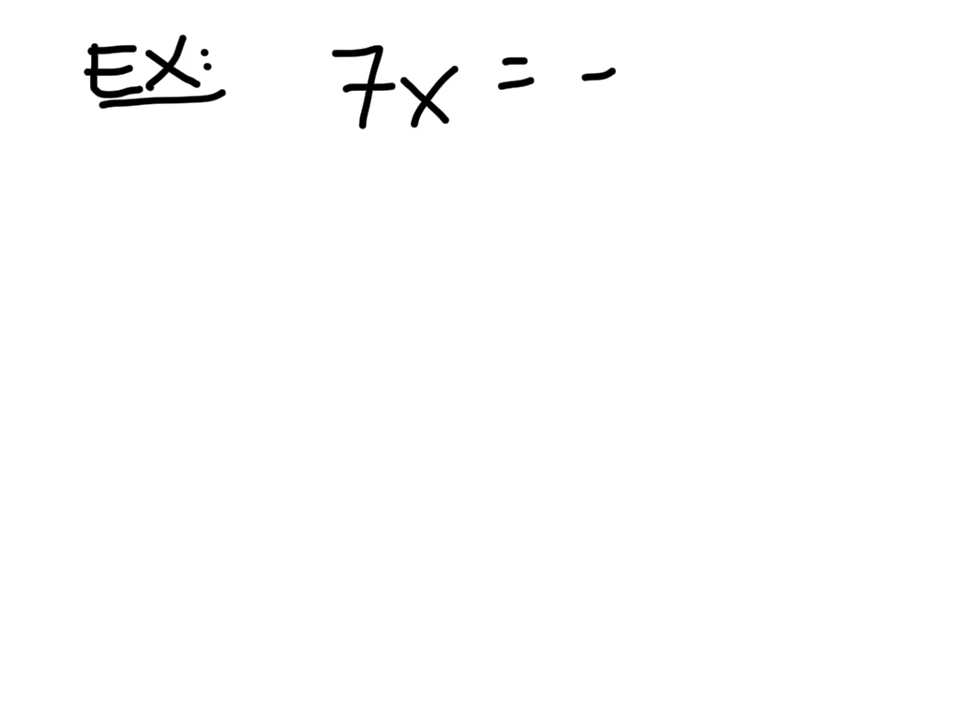 EX: 7x = -